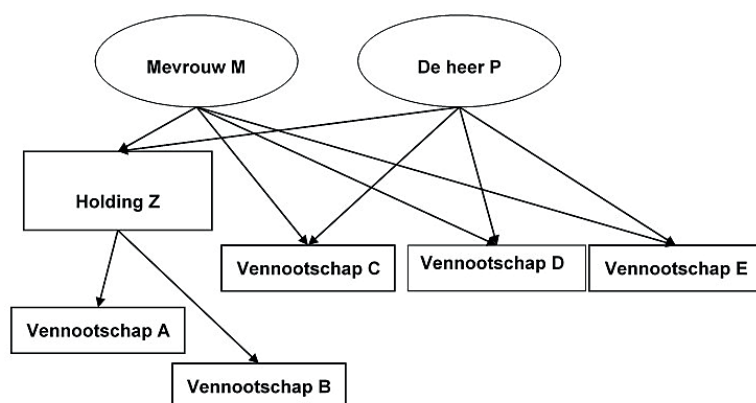 Mevrouw M
De heer P
Holding Z
Vennootschap C
Vennootschap D
Vennootschap E
Vennootschap A
Vennootschap B